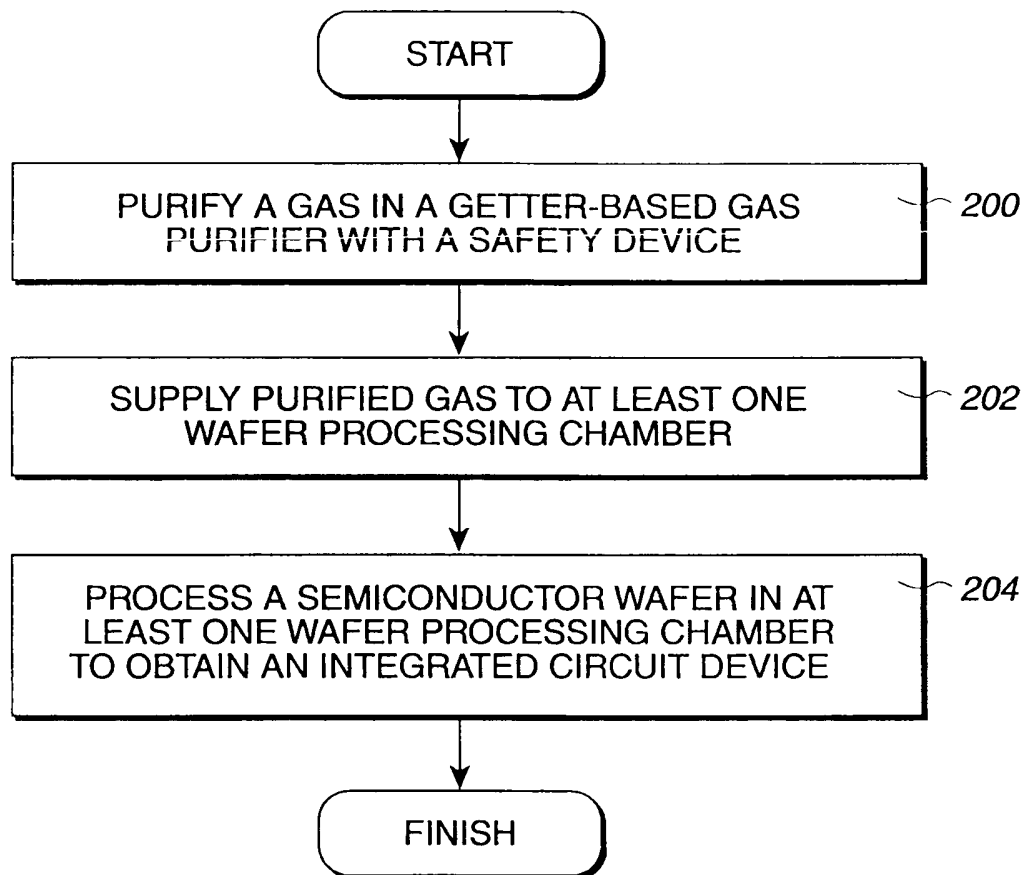 START
PURIFY A GAS IN A GETTER-BASED GAS
PURIFIER WITH A SAFETY DEVICE
200
SUPPLY PURIFIED GAS TO AT LEAST ONE
WAFER PROCESSING CHAMBER
202
PROCESS A SEMICONDUCTOR WAFER IN AT
LEAST ONE WAFER PROCESSING CHAMBER
TO OBTAIN AN INTEGRATED CIRCUIT DEVICE
204
FINISH